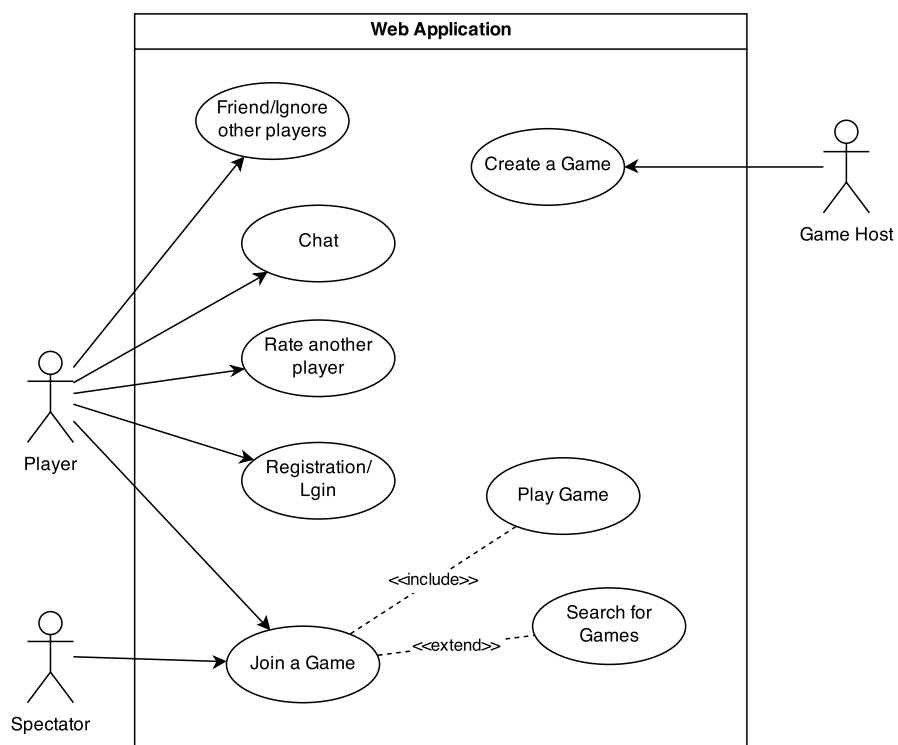 Web Application
Friend/Ignore
other players
Create a Game
Game Host
Chat
Rate another
player
Player
Registration/
Lgin
Play Game
<<include>>
Search for
Games
<<extend>>
Join a Game
Spectator